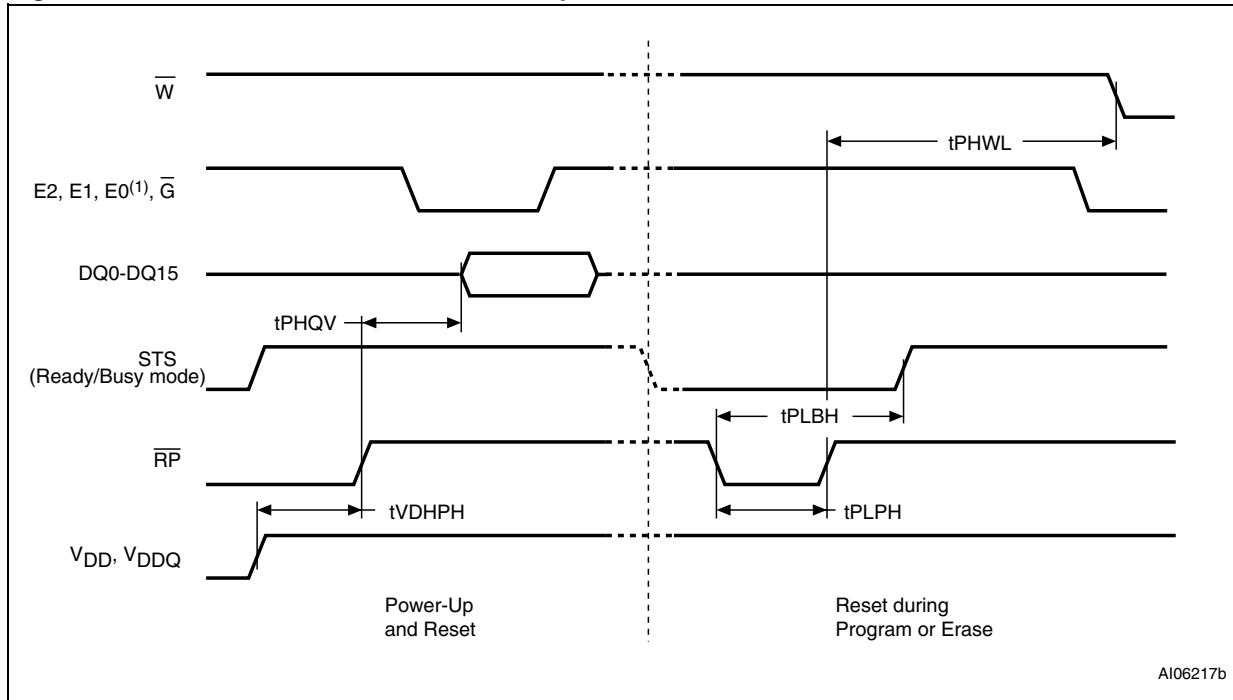 W
tPHWL
E2, E1, E0(1), G
DQ0-DQ15
tPHQV
STS
(Ready/Busy mode)
tPLBH
RP
tVDHPH
tPLPH
VDD, VDDQ
Power-Up
and Reset
Reset during
Program or Erase
AI06217b